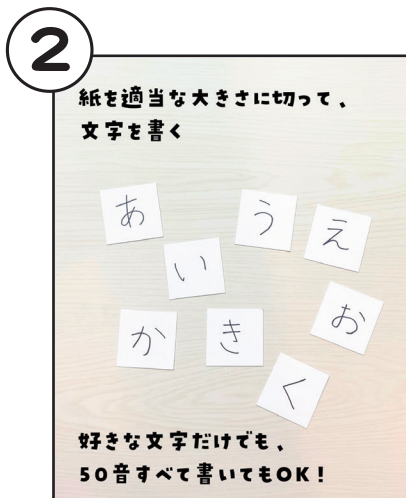 2
紙を適当な大きさに切って、
文字を書く
あ
う
え
い
お
か
き
く
好きな文字だけでも、
50音すべて書いてもOK!